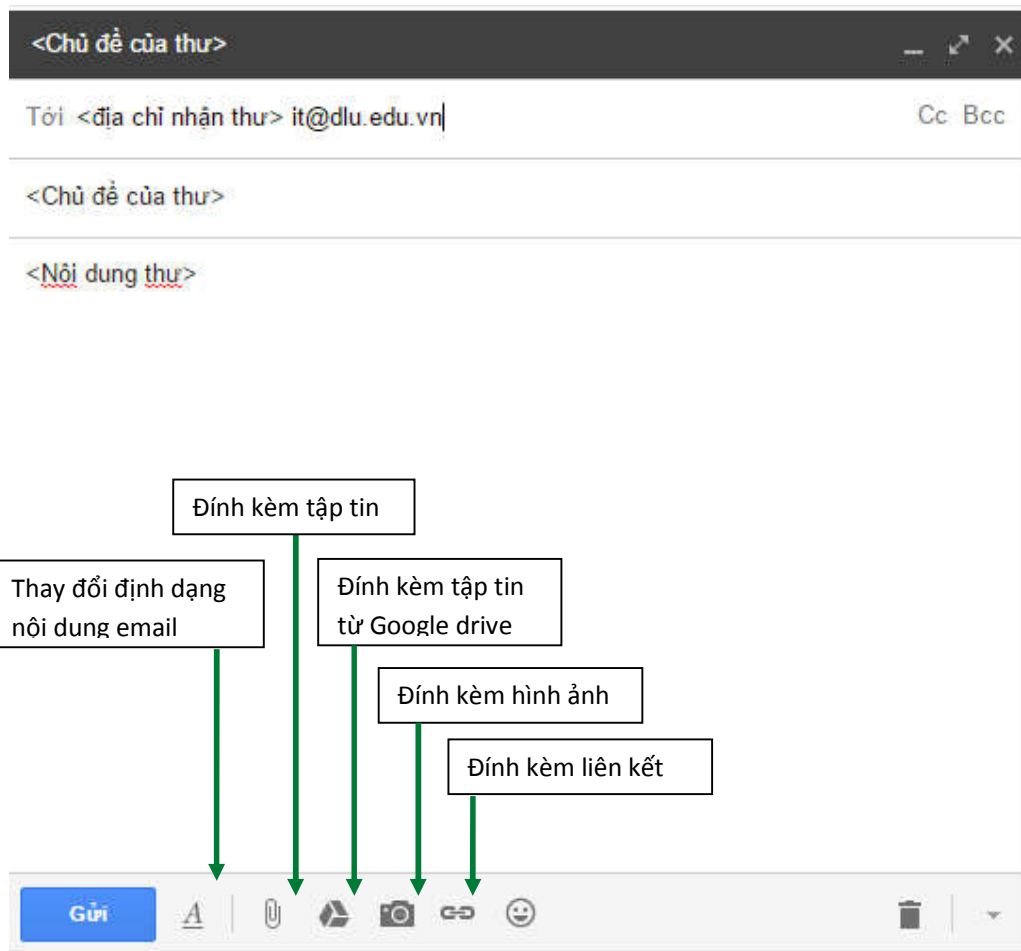 <Chủ đề của thư>
Tới <địa chỉ nhận thư> it@dlu.edu.vn Cc Bcc
<Chủ đề của thư>
<Nội dung thư>
Đính kèm tập tin
Thay đổi định dạng
nội dung email
Đính kèm tập tin
từ Google drive
Đính kèm hình ảnh
Đính kèm liên kết
Gửi A